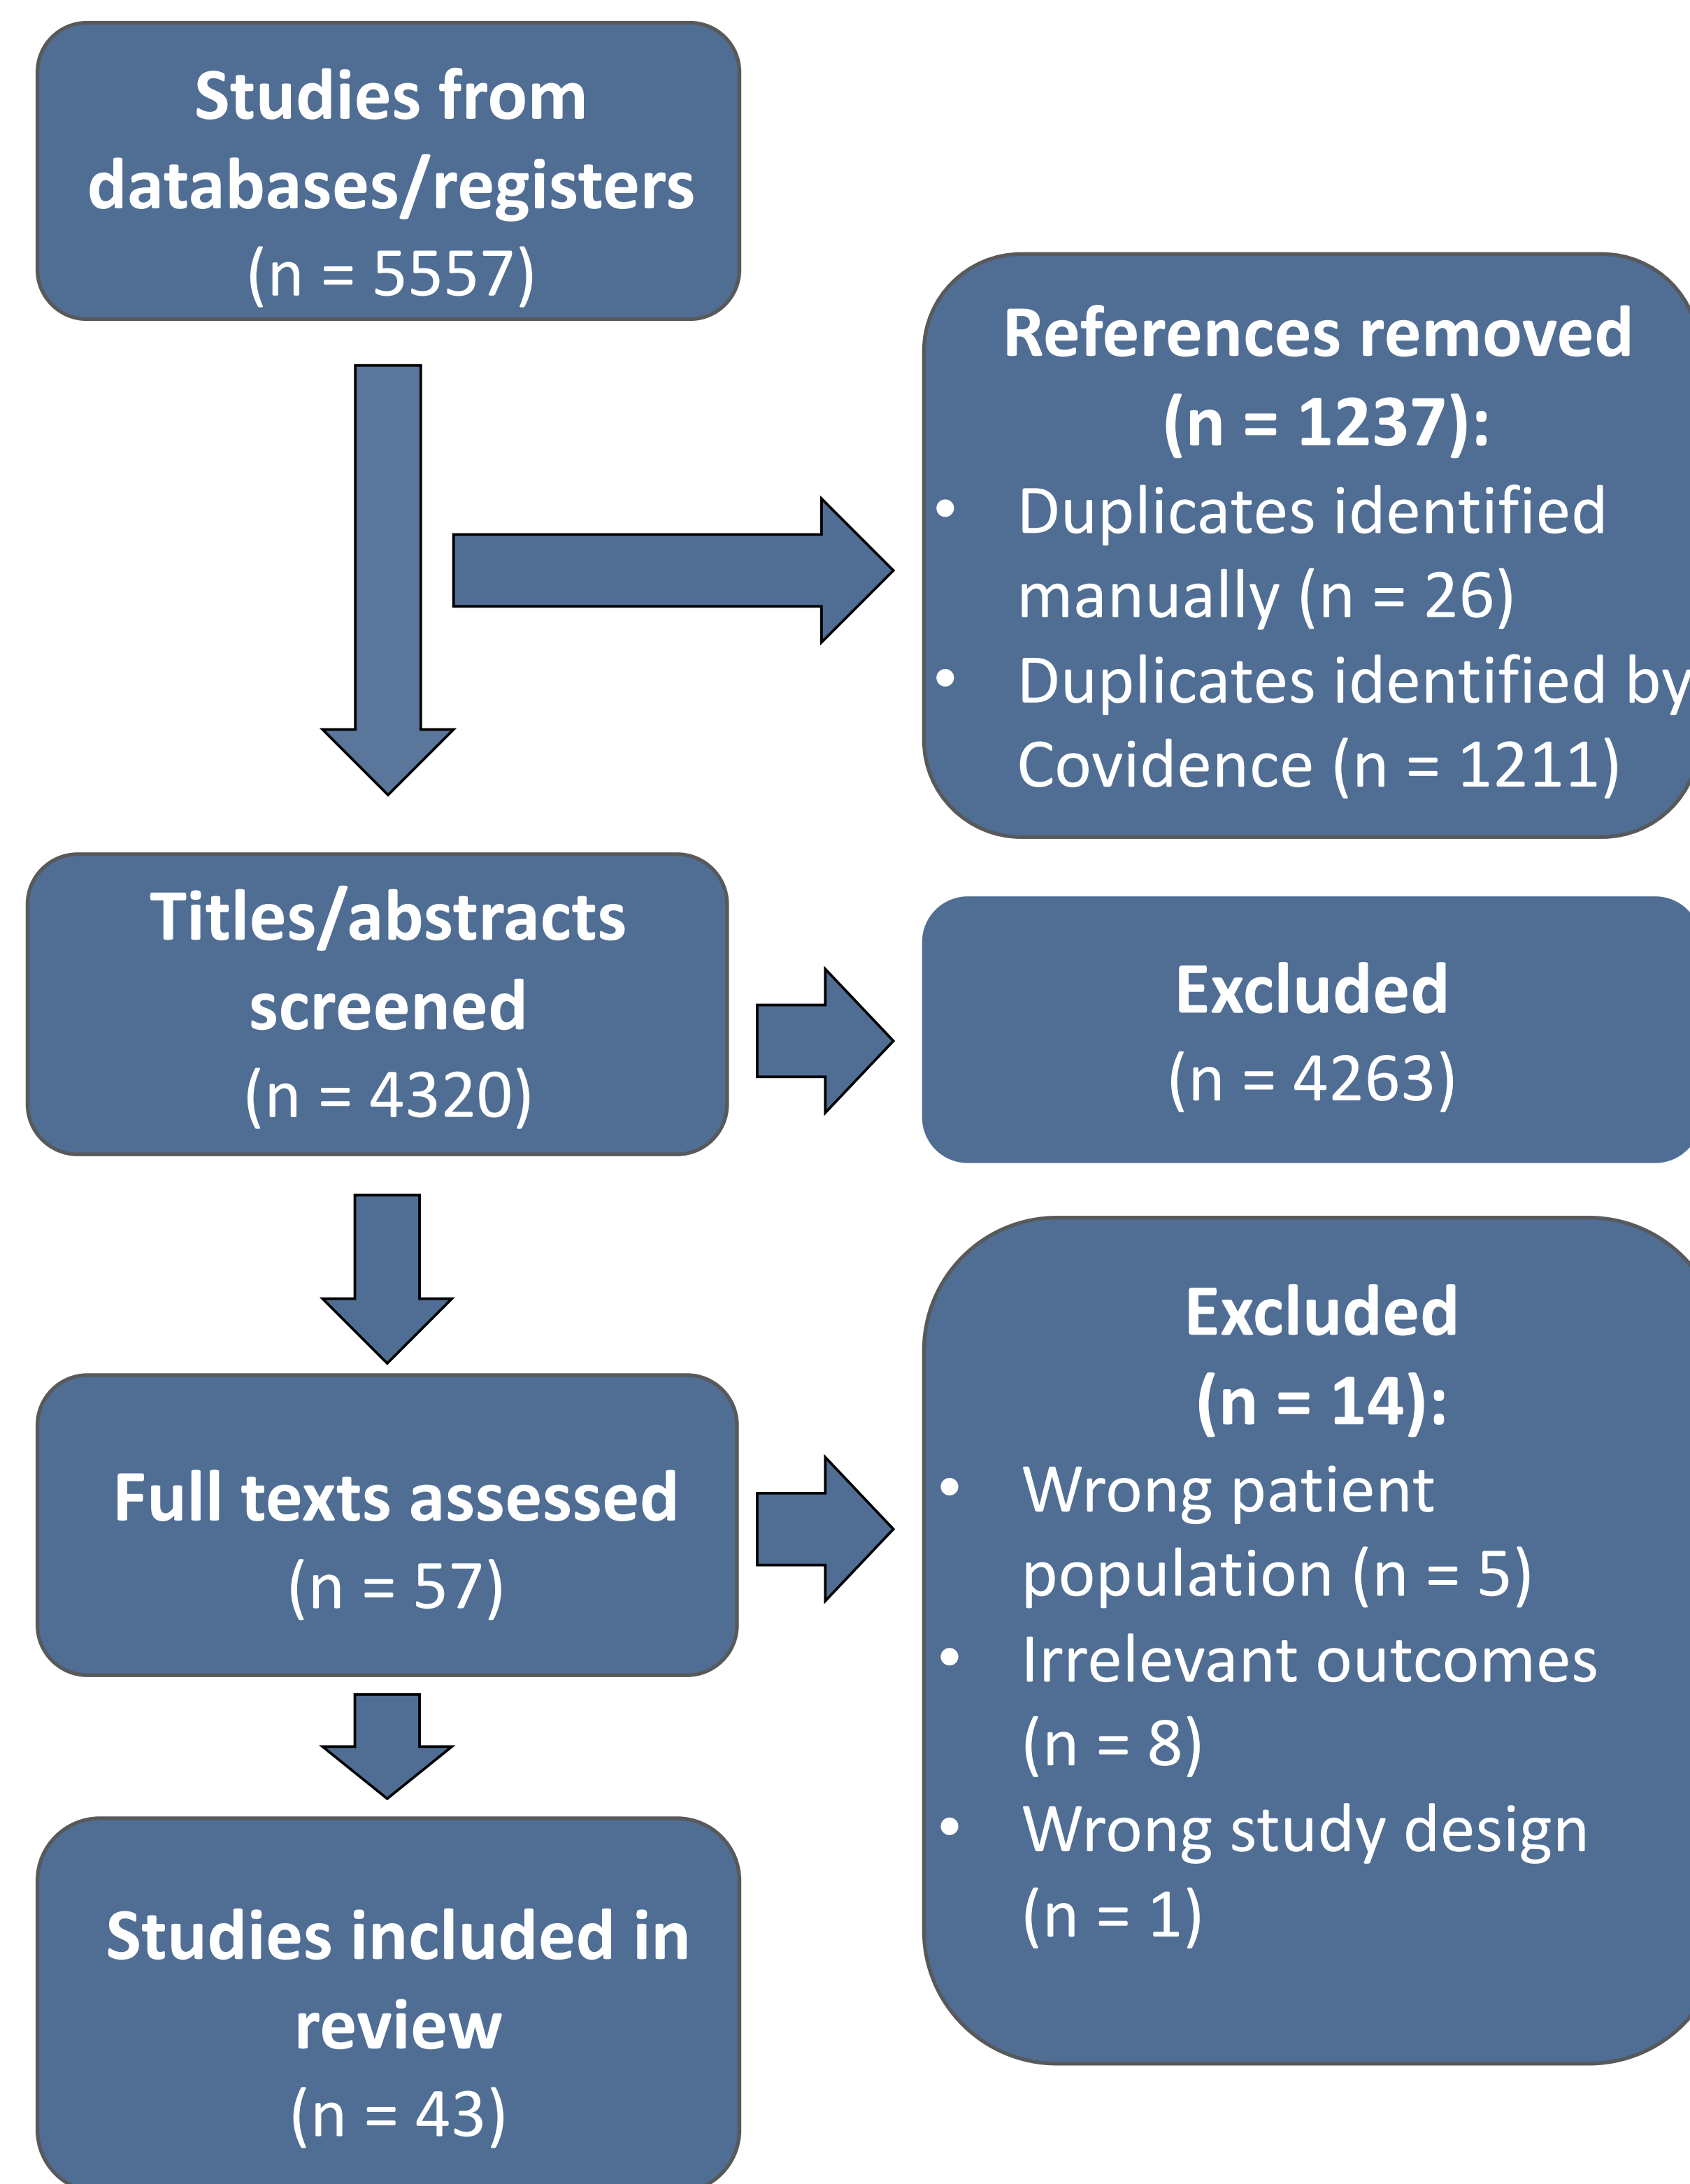 Studies from
databases/registers
(n = 5557)
References removed
(n = 1237):
• Duplicates identified
manually (n = 26)
• Duplicates identified by
Covidence (n = 1211)
Titles/abstracts
screened
(n = 4320)
Excluded
(n = 4263)
Full texts assessed
(n = 57)
Excluded
(n = 14):
• Wrong patient
population (n = 5)
• Irrelevant outcomes
(n = 8)
• Wrong study design
(n = 1)
Studies included in
review
(n = 43)